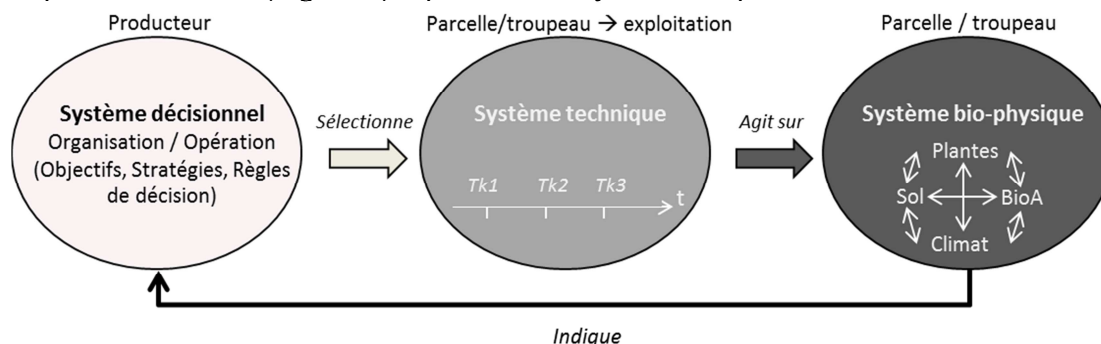 Producteur
Parcelle/troupeau → exploitation
Parcelle / troupeau
Système décisionnel
Organisation / Opération
(Objectifs, Stratégies, Règles
de décision)
Sélectionne
Système technique
Tk1 Tk2 Tk3
t
Agit sur
Système bio-physique
Plantes
Sol BioA
Climat
Indique